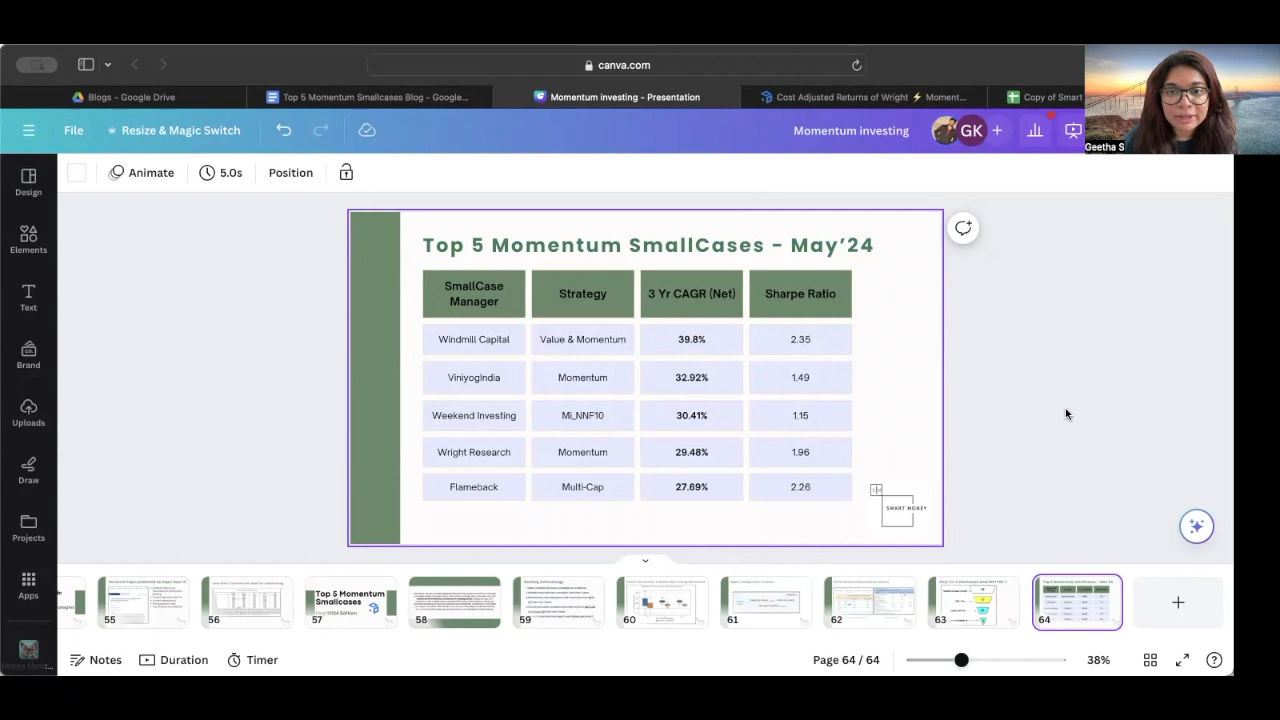 canva.com
Blogs - Google Drive
Top 5 Momentum Smallcases Blog - Google...
Momentum investing - Presentation
Cost Adjusted Returns of Wright ⚡ Moment...
Copy of Smart
File
Resize & Magic Switch
Momentum investing
GK
Geetha S
Animate
5.0s
Position
Design
Elements
Text
Brand
Uploads
Draw
Projects
Apps
Top 5 Momentum SmallCases - May'24
SmallCase Manager
Strategy
3 Yr CAGR (Net)
Sharpe Ratio
Windmill Capital
Value & Momentum
39.8%
2.35
ViniyogIndia
Momentum
32.92%
1.49
Weekend Investing
Mi_NNF10
30.41%
1.15
Wright Research
Momentum
29.48%
1.96
Flameback
Multi-Cap
27.69%
2.26
SMART MONEY
55
56
Top 5 Momentum
Smallcases
57
58
59
60
61
62
63
64
Notes
Duration
Timer
Page 64 / 64
38%